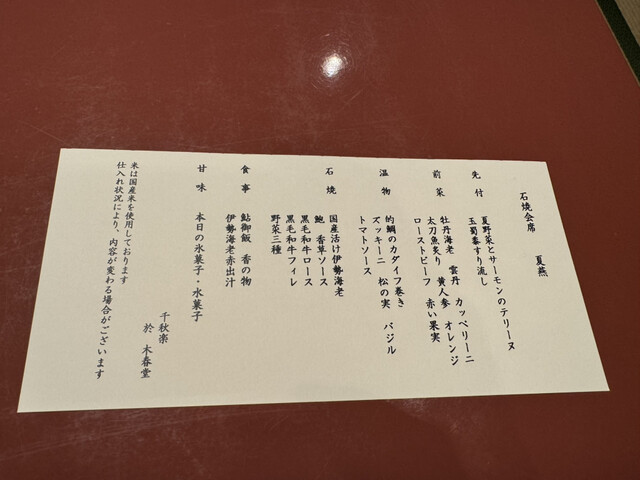 石焼会席　夏燕
先付　夏野菜とサーモンのテリーヌ
玉蜀黍すり流し
前菜　牡丹海老　雲丹　カッペリーニ
太刀魚炙り　黄人参　オレンジ
ローストビーフ　赤い果実
温物　的鯛のカダイフ巻き
ズッキーニ　松の実　バジル
トマトソース
石焼　国産活け伊勢海老
鮑　香草ソース
黒毛和牛ロース
黒毛和牛フィレ
野菜三種
食事　鮎御飯　香の物
伊勢海老赤出汁
甘味　本日の氷菓子・水菓子
千秋楽
於　木春堂
米は国産米を使用しております
仕入れ状況により、内容が変わる場合がございます